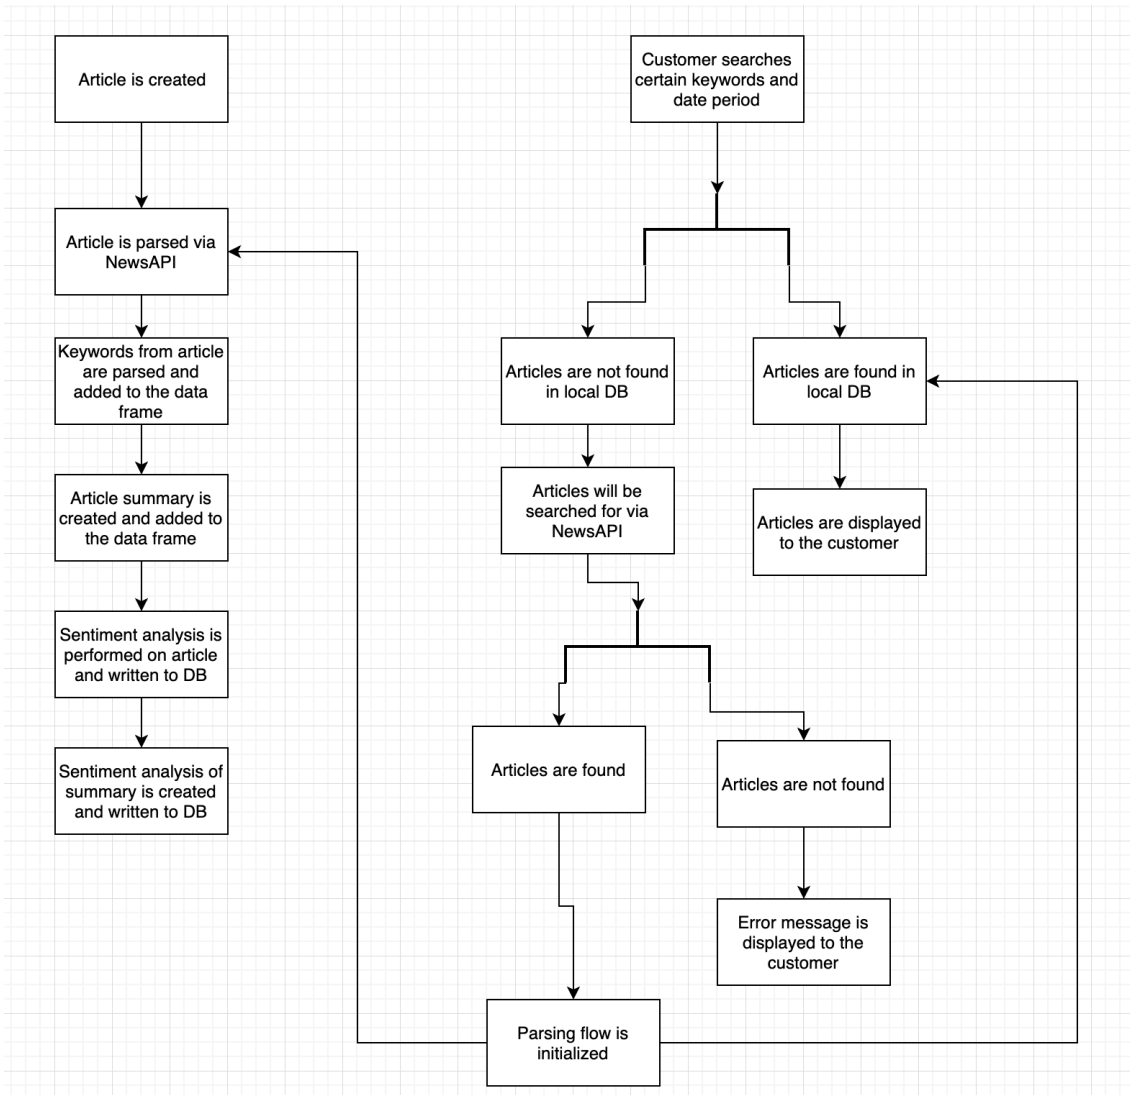 Article is created
Article is parsed via
NewsAPI
Keywords from article
are parsed and
added to the data
frame
Article summary is
created and added to
the data frame
Sentiment analysis is
performed on article
and written to DB
Sentiment analysis of
summary is created
and written to DB
Customer searches
certain keywords and
date period
Articles are not found
in local DB
Articles are found in
local DB
Articles will be
searched for via
NewsAPI
Articles are displayed
to the customer
Articles are found
Articles are not found
Error message is
displayed to the
customer
Parsing flow is
initialized